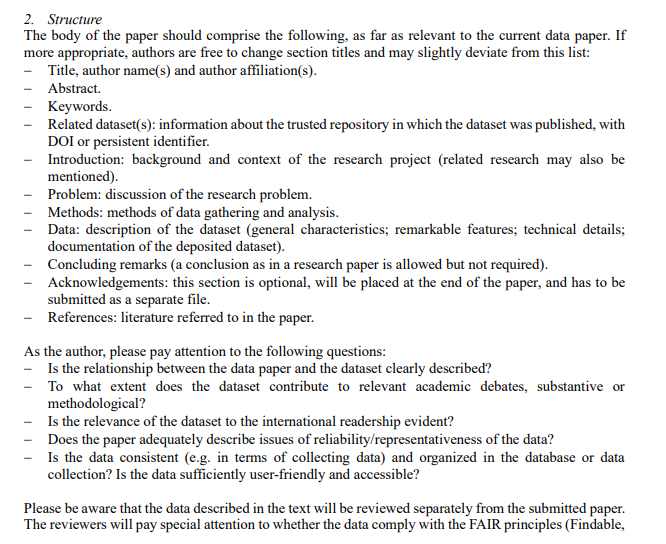 2. Structure
The body of the paper should comprise the following, as far as relevant to the current data paper. If
more appropriate, authors are free to change section titles and may slightly deviate from this list:
– Title, author name(s) and author affiliation(s).
– Abstract.
– Keywords.
– Related dataset(s): information about the trusted repository in which the dataset was published, with
DOI or persistent identifier.
– Introduction: background and context of the research project (related research may also be
mentioned).
– Problem: discussion of the research problem.
– Methods: methods of data gathering and analysis.
– Data: description of the dataset (general characteristics; remarkable features; technical details;
documentation of the deposited dataset).
– Concluding remarks (a conclusion as in a research paper is allowed but not required).
– Acknowledgements: this section is optional, will be placed at the end of the paper, and has to be
submitted as a separate file.
– References: literature referred to in the paper.
As the author, please pay attention to the following questions:
– Is the relationship between the data paper and the dataset clearly described?
– To what extent does the dataset contribute to relevant academic debates, substantive or
methodological?
– Is the relevance of the dataset to the international readership evident?
– Does the paper adequately describe issues of reliability/representativeness of the data?
– Is the data consistent (e.g. in terms of collecting data) and organized in the database or data
collection? Is the data sufficiently user-friendly and accessible?
Please be aware that the data described in the text will be reviewed separately from the submitted paper.
The reviewers will pay special attention to whether the data comply with the FAIR principles (Findable,